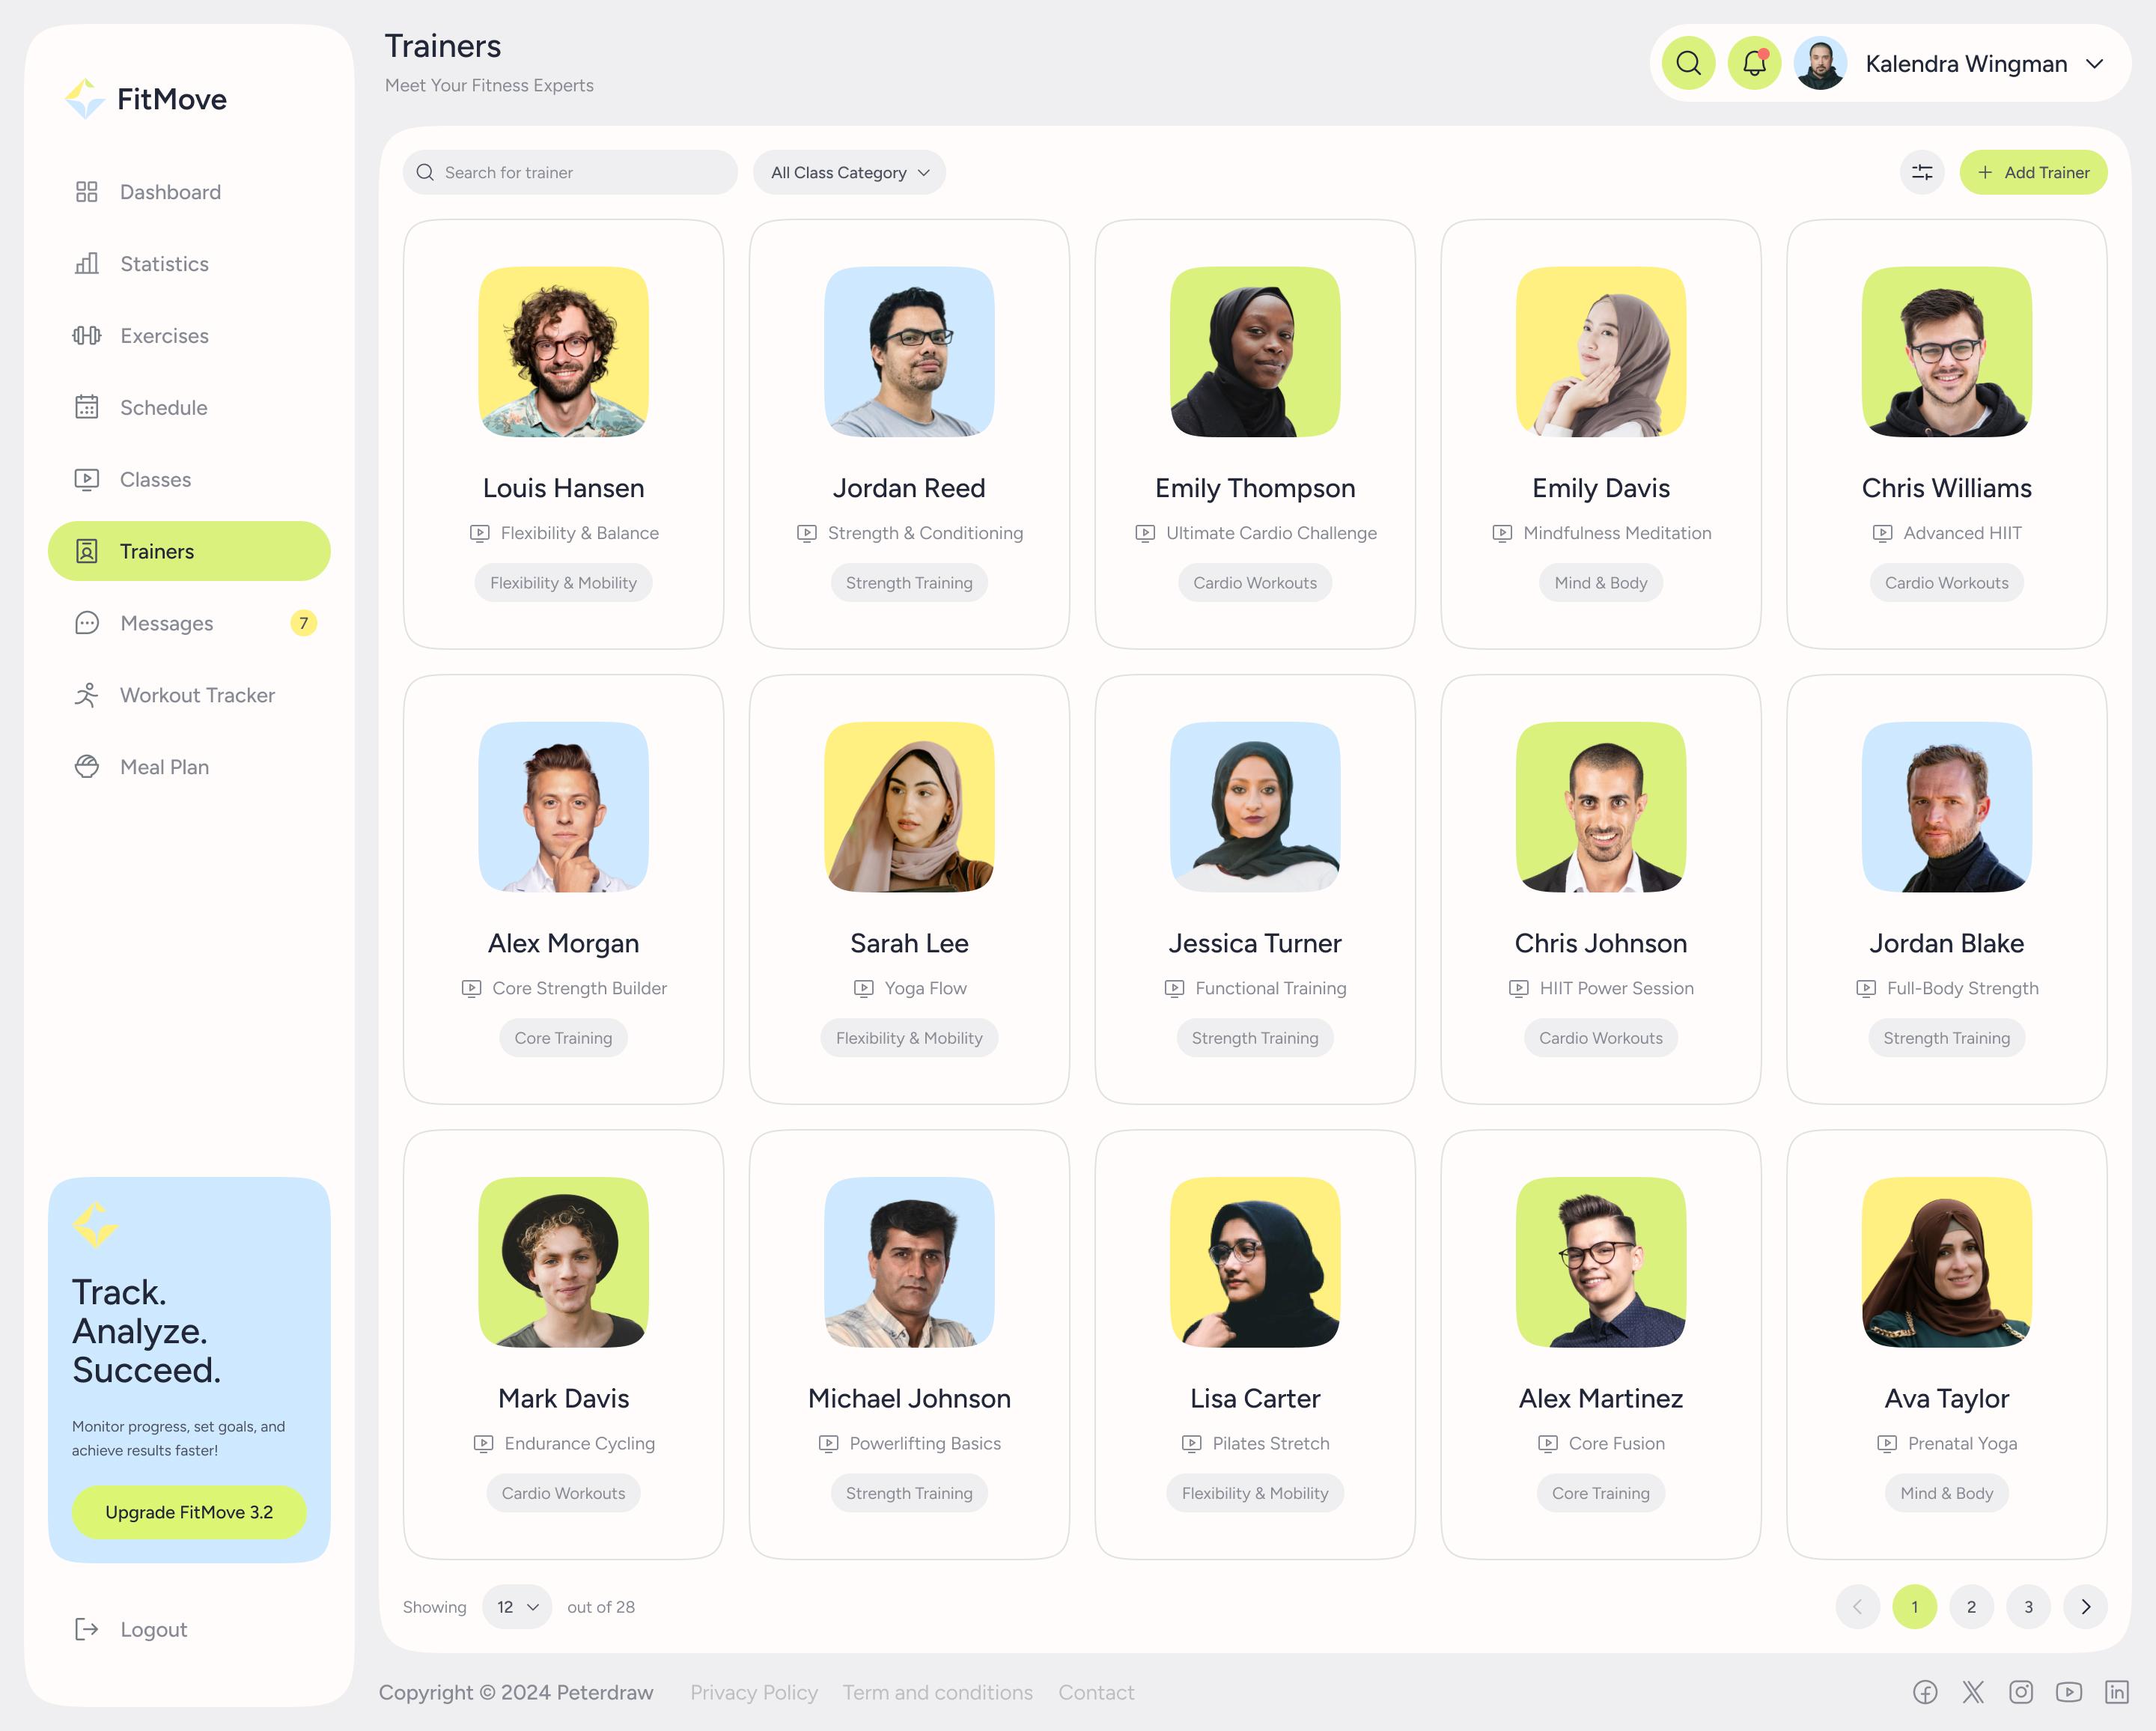 FitMove
Dashboard
Statistics
Exercises
Schedule
Classes
Trainers
Messages
7
Workout Tracker
Meal Plan
Track.
Analyze.
Succeed.
Monitor progress, set goals, and
achieve results faster!
Upgrade FitMove 3.2
Logout
Trainers
Meet Your Fitness Experts
Kalendra Wingman
Search for trainer
All Class Category
Add Trainer
Louis Hansen
Flexibility & Balance
Flexibility & Mobility
Jordan Reed
Strength & Conditioning
Strength Training
Emily Thompson
Ultimate Cardio Challenge
Cardio Workouts
Emily Davis
Mindfulness Meditation
Mind & Body
Chris Williams
Advanced HIIT
Cardio Workouts
Alex Morgan
Core Strength Builder
Core Training
Sarah Lee
Yoga Flow
Flexibility & Mobility
Jessica Turner
Functional Training
Strength Training
Chris Johnson
HIIT Power Session
Cardio Workouts
Jordan Blake
Full-Body Strength
Strength Training
Mark Davis
Endurance Cycling
Cardio Workouts
Michael Johnson
Powerlifting Basics
Strength Training
Lisa Carter
Pilates Stretch
Flexibility & Mobility
Alex Martinez
Core Fusion
Core Training
Ava Taylor
Prenatal Yoga
Mind & Body
Showing 12 out of 28
1 2 3
Copyright © 2024 Peterdraw Privacy Policy Term and conditions Contact